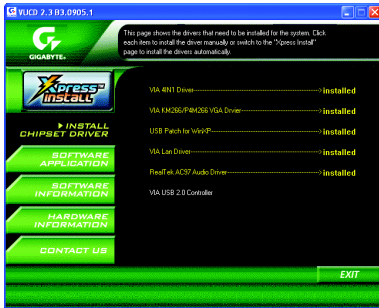 VUCD 2.3 B3.0905.1
This page shows the drivers that need to be installed for the system. Click
each item to install the driver manually or switch to the "Xpress Install"
page to install the drivers automatically.
GIGABYTE
Xpress
Install
INSTALL
CHIPSET DRIVER
SOFTWARE
APPLICATION
SOFTWARE
INFORMATION
HARDWARE
INFORMATION
CONTACT US
VIA 4IN1 Driver installed
VIA KM266/P4M266 VGA Driver installed
USB Patch for WinXP installed
VIA Lan Driver installed
RealTek AC97 Audio Driver installed
VIA USB 2.0 Controller
EXIT